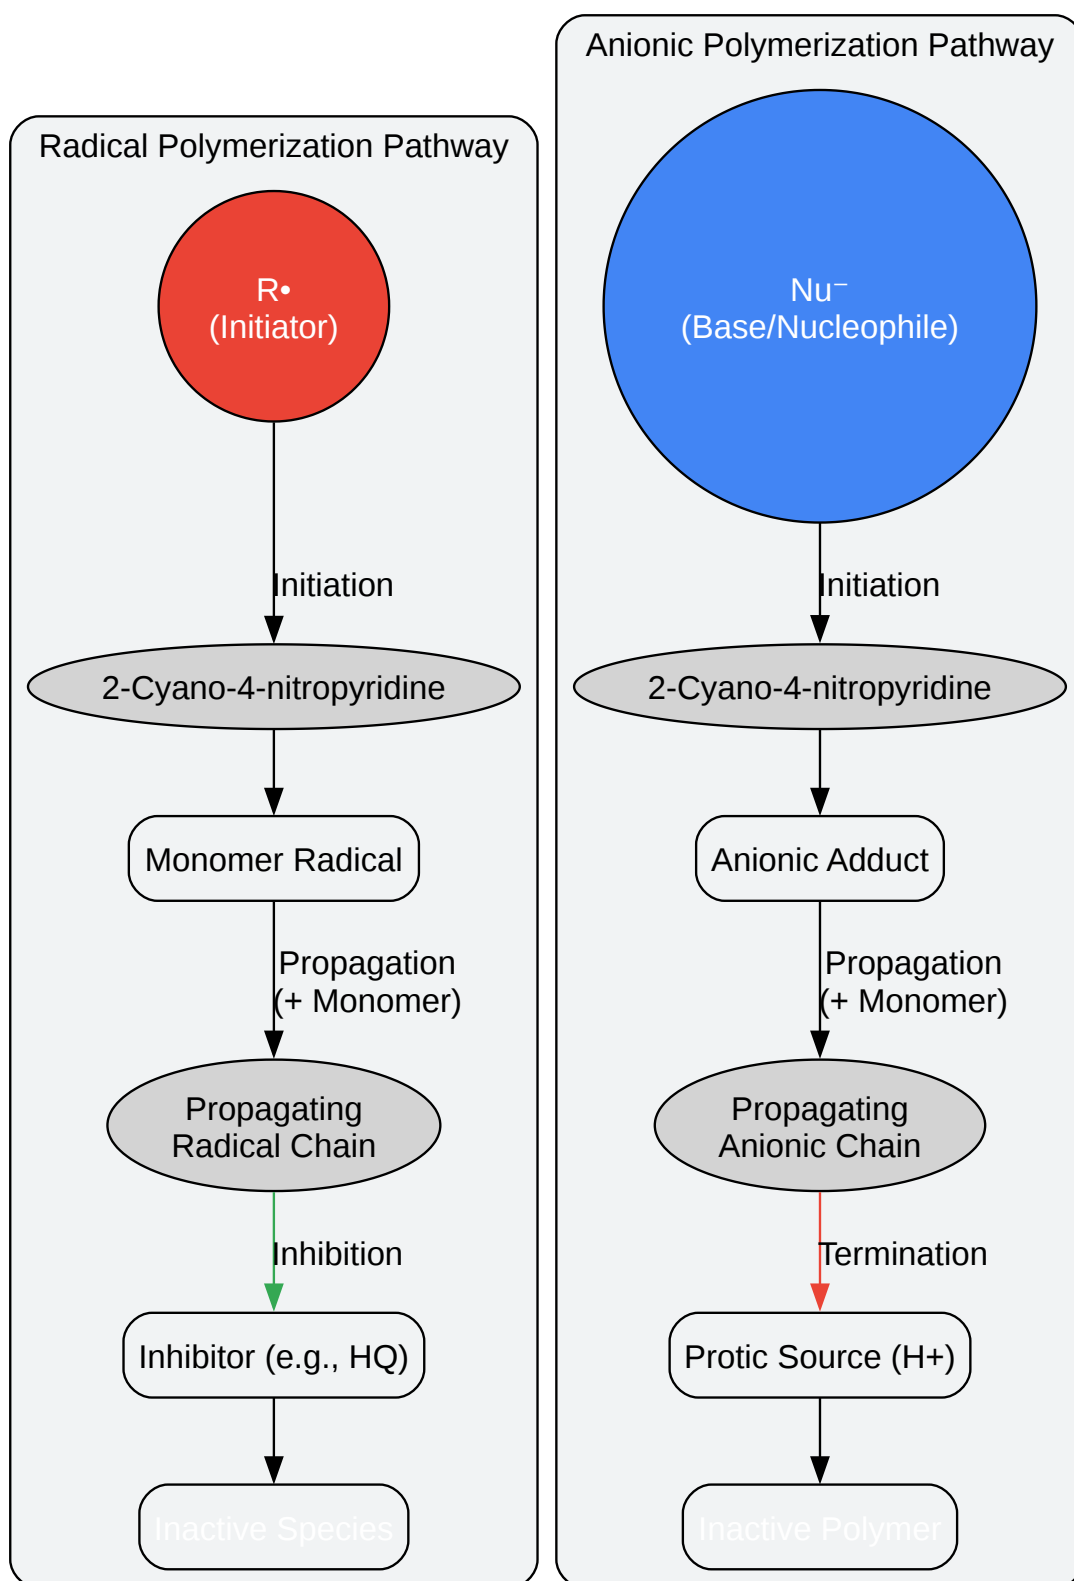 Radical Polymerization Pathway
R•
(Initiator)
Initiation
2-Cyano-4-nitropyridine
Monomer Radical
Propagation
(+ Monomer)
Propagating
Radical Chain
Inhibition
Inhibitor (e.g., HQ)
Inactive Species
Anionic Polymerization Pathway
Nu⁻
(Base/Nucleophile)
Initiation
2-Cyano-4-nitropyridine
Anionic Adduct
Propagation
(+ Monomer)
Propagating
Anionic Chain
Termination
Protic Source (H+)
Inactive Polymer